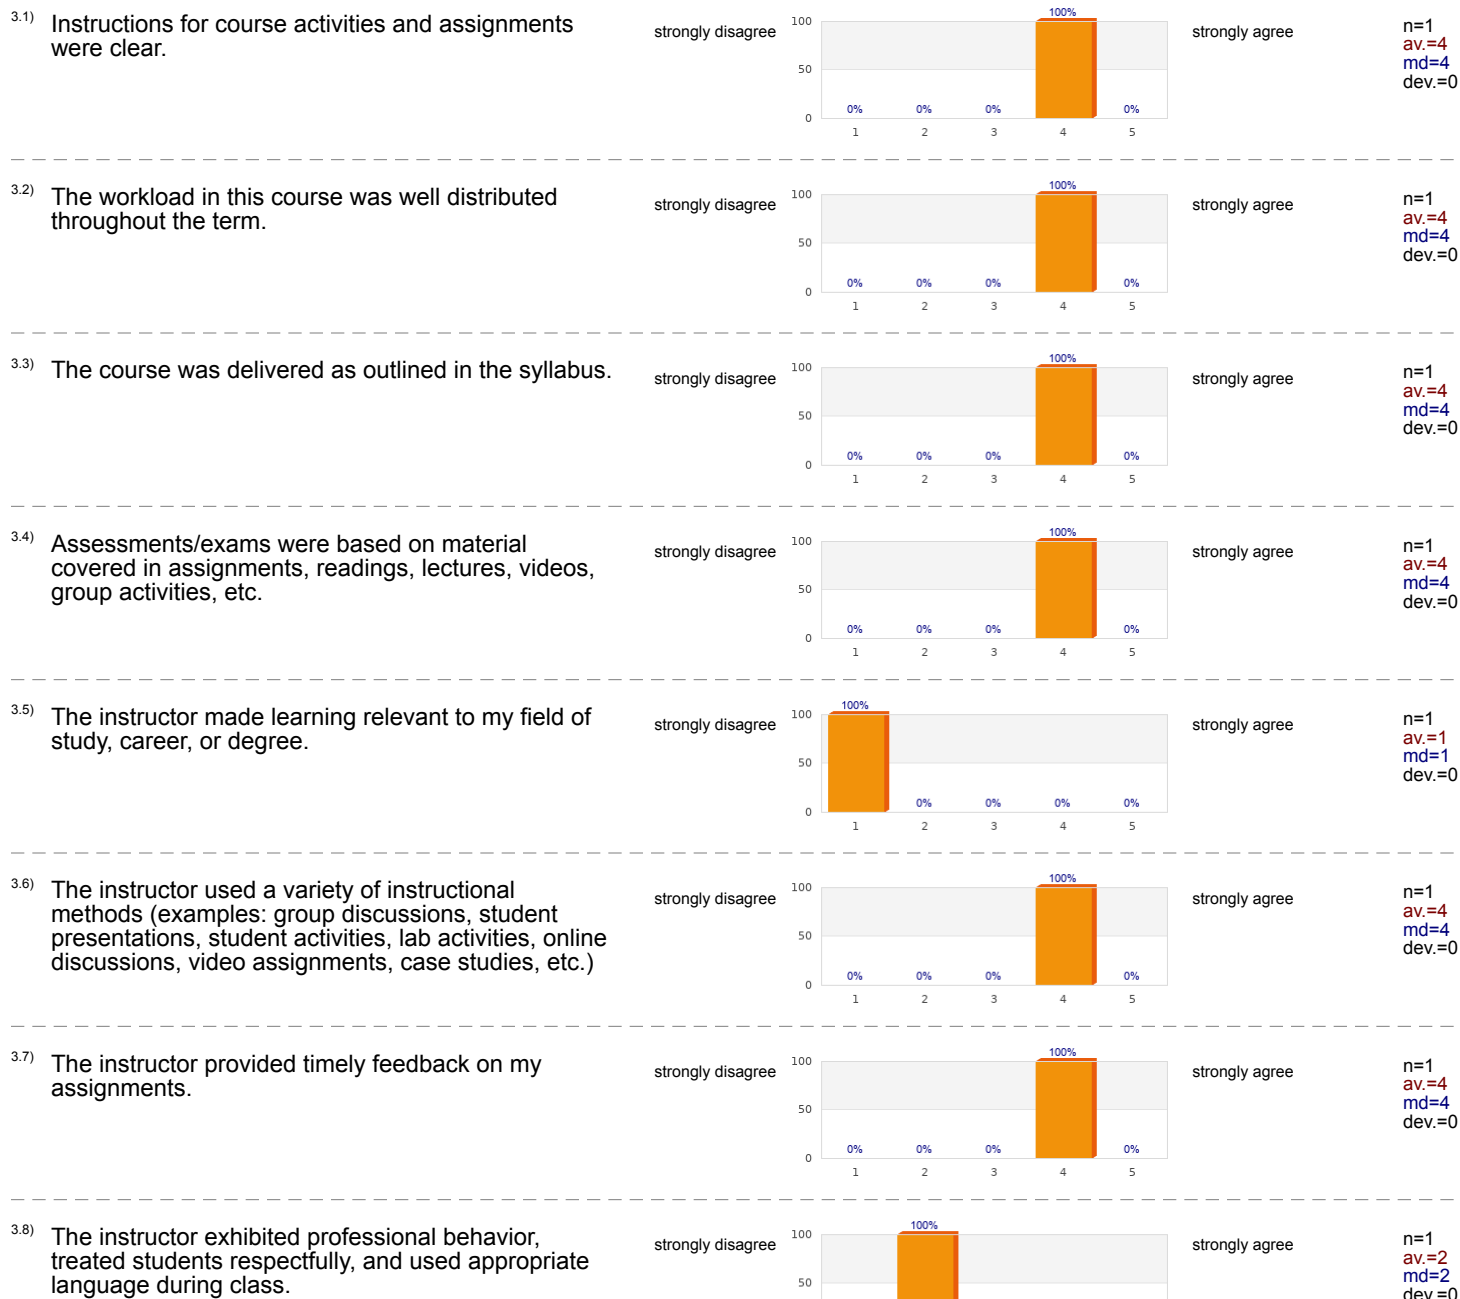 3.1) Instructions for course activities and assignments
were clear.
strongly disagree
100
50
0
100%
0% 0% 0% 0%
1 2 3 4 5
strongly agree
n=1
av.=4
md=4
dev.=0
3.2) The workload in this course was well distributed
throughout the term.
strongly disagree
100
50
0
100%
0% 0% 0% 0%
1 2 3 4 5
strongly agree
n=1
av.=4
md=4
dev.=0
3.3) The course was delivered as outlined in the syllabus.
strongly disagree
100
50
0
100%
0% 0% 0% 0%
1 2 3 4 5
strongly agree
n=1
av.=4
md=4
dev.=0
3.4) Assessments/exams were based on material
covered in assignments, readings, lectures, videos,
group activities, etc.
strongly disagree
100
50
0
100%
0% 0% 0% 0%
1 2 3 4 5
strongly agree
n=1
av.=4
md=4
dev.=0
3.5) The instructor made learning relevant to my field of
study, career, or degree.
strongly disagree
100
50
0
100%
0% 0% 0% 0%
1 2 3 4 5
strongly agree
n=1
av.=1
md=1
dev.=0
3.6) The instructor used a variety of instructional
methods (examples: group discussions, student
presentations, student activities, lab activities, online
discussions, video assignments, case studies, etc.)
strongly disagree
100
50
0
100%
0% 0% 0% 0%
1 2 3 4 5
strongly agree
n=1
av.=4
md=4
dev.=0
3.7) The instructor provided timely feedback on my
assignments.
strongly disagree
100
50
0
100%
0% 0% 0% 0%
1 2 3 4 5
strongly agree
n=1
av.=4
md=4
dev.=0
3.8) The instructor exhibited professional behavior,
treated students respectfully, and used appropriate
language during class.
strongly disagree
100
50
100%
strongly agree
n=1
av.=2
md=2
dev.=0